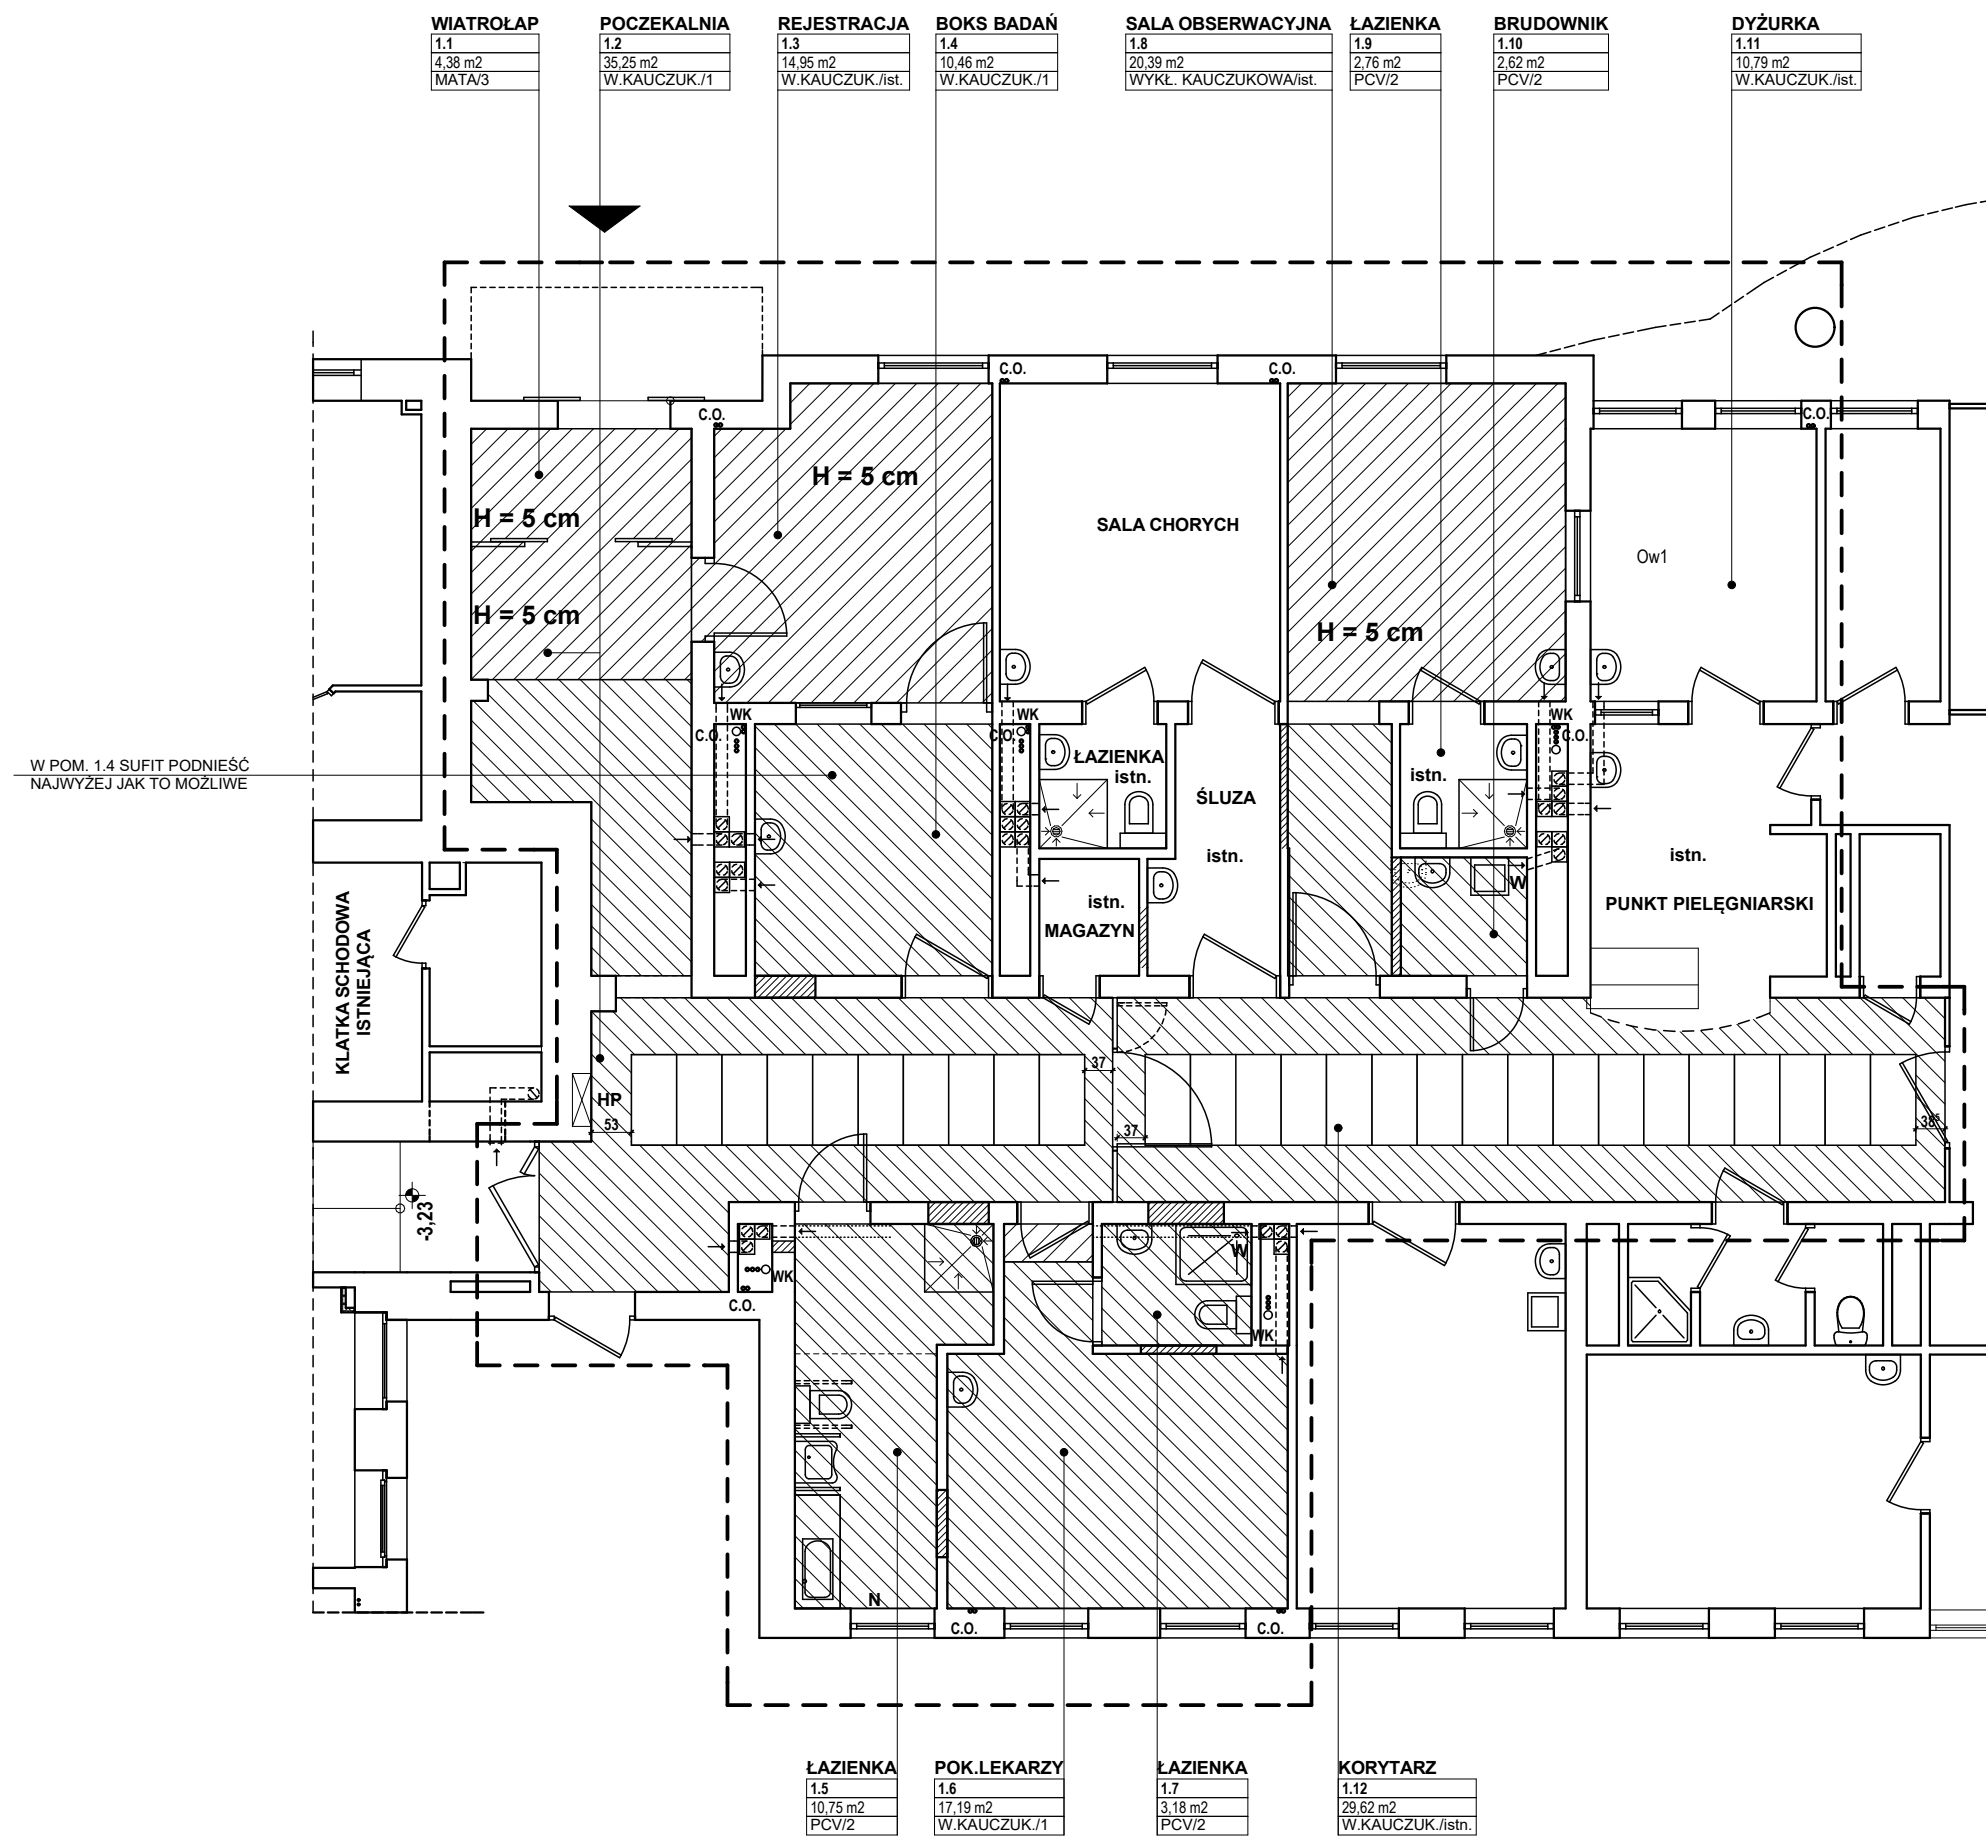 WIATROŁAP
1.1
4,38 m2
MATA/3
POCZEKALNIA
1.2
35,25 m2
W.KAUCZUK./1
REJESTRACJA
1.3
14,95 m2
W.KAUCZUK./ist.
BOKS BADAŃ
1.4
10,46 m2
W.KAUCZUK./1
SALA OBSERWACYJNA
1.8
20,39 m2
WYKŁ. KAUCZUKOWA/ist.
ŁAZIENKA
1.9
2,76 m2
PCV/2
BRUDOWNIK
1.10
2,62 m2
PCV/2
DYŻURKA
1.11
10,79 m2
W.KAUCZUK./ist.
C.O.
C.O.
C.O.
C.O.
H = 5 cm
H = 5 cm
SALA CHORYCH
Ow1
H = 5 cm
H = 5 cm
WK
C.O.
WK
C.O.
WK
C.O.
W POM. 1.4 SUFIT PODNIEŚĆ
NAJWYŻEJ JAK TO MOŻLIWE
ŁAZIENKA
istn.
istn.
ŚLUZA
istn.
istn.
W
istn.
MAGAZYN
PUNKT PIELĘGNIARSKI
KLATKA SCHODOWA
ISTNIEJĄCA
HP
53
37
37
38⁵
-3,23
WK
C.O.
W
WK
N
C.O.
C.O.
ŁAZIENKA
1.5
10,75 m2
PCV/2
POK.LEKARZY
1.6
17,19 m2
W.KAUCZUK./1
ŁAZIENKA
1.7
3,18 m2
PCV/2
KORYTARZ
1.12
29,62 m2
W.KAUCZUK./istn.